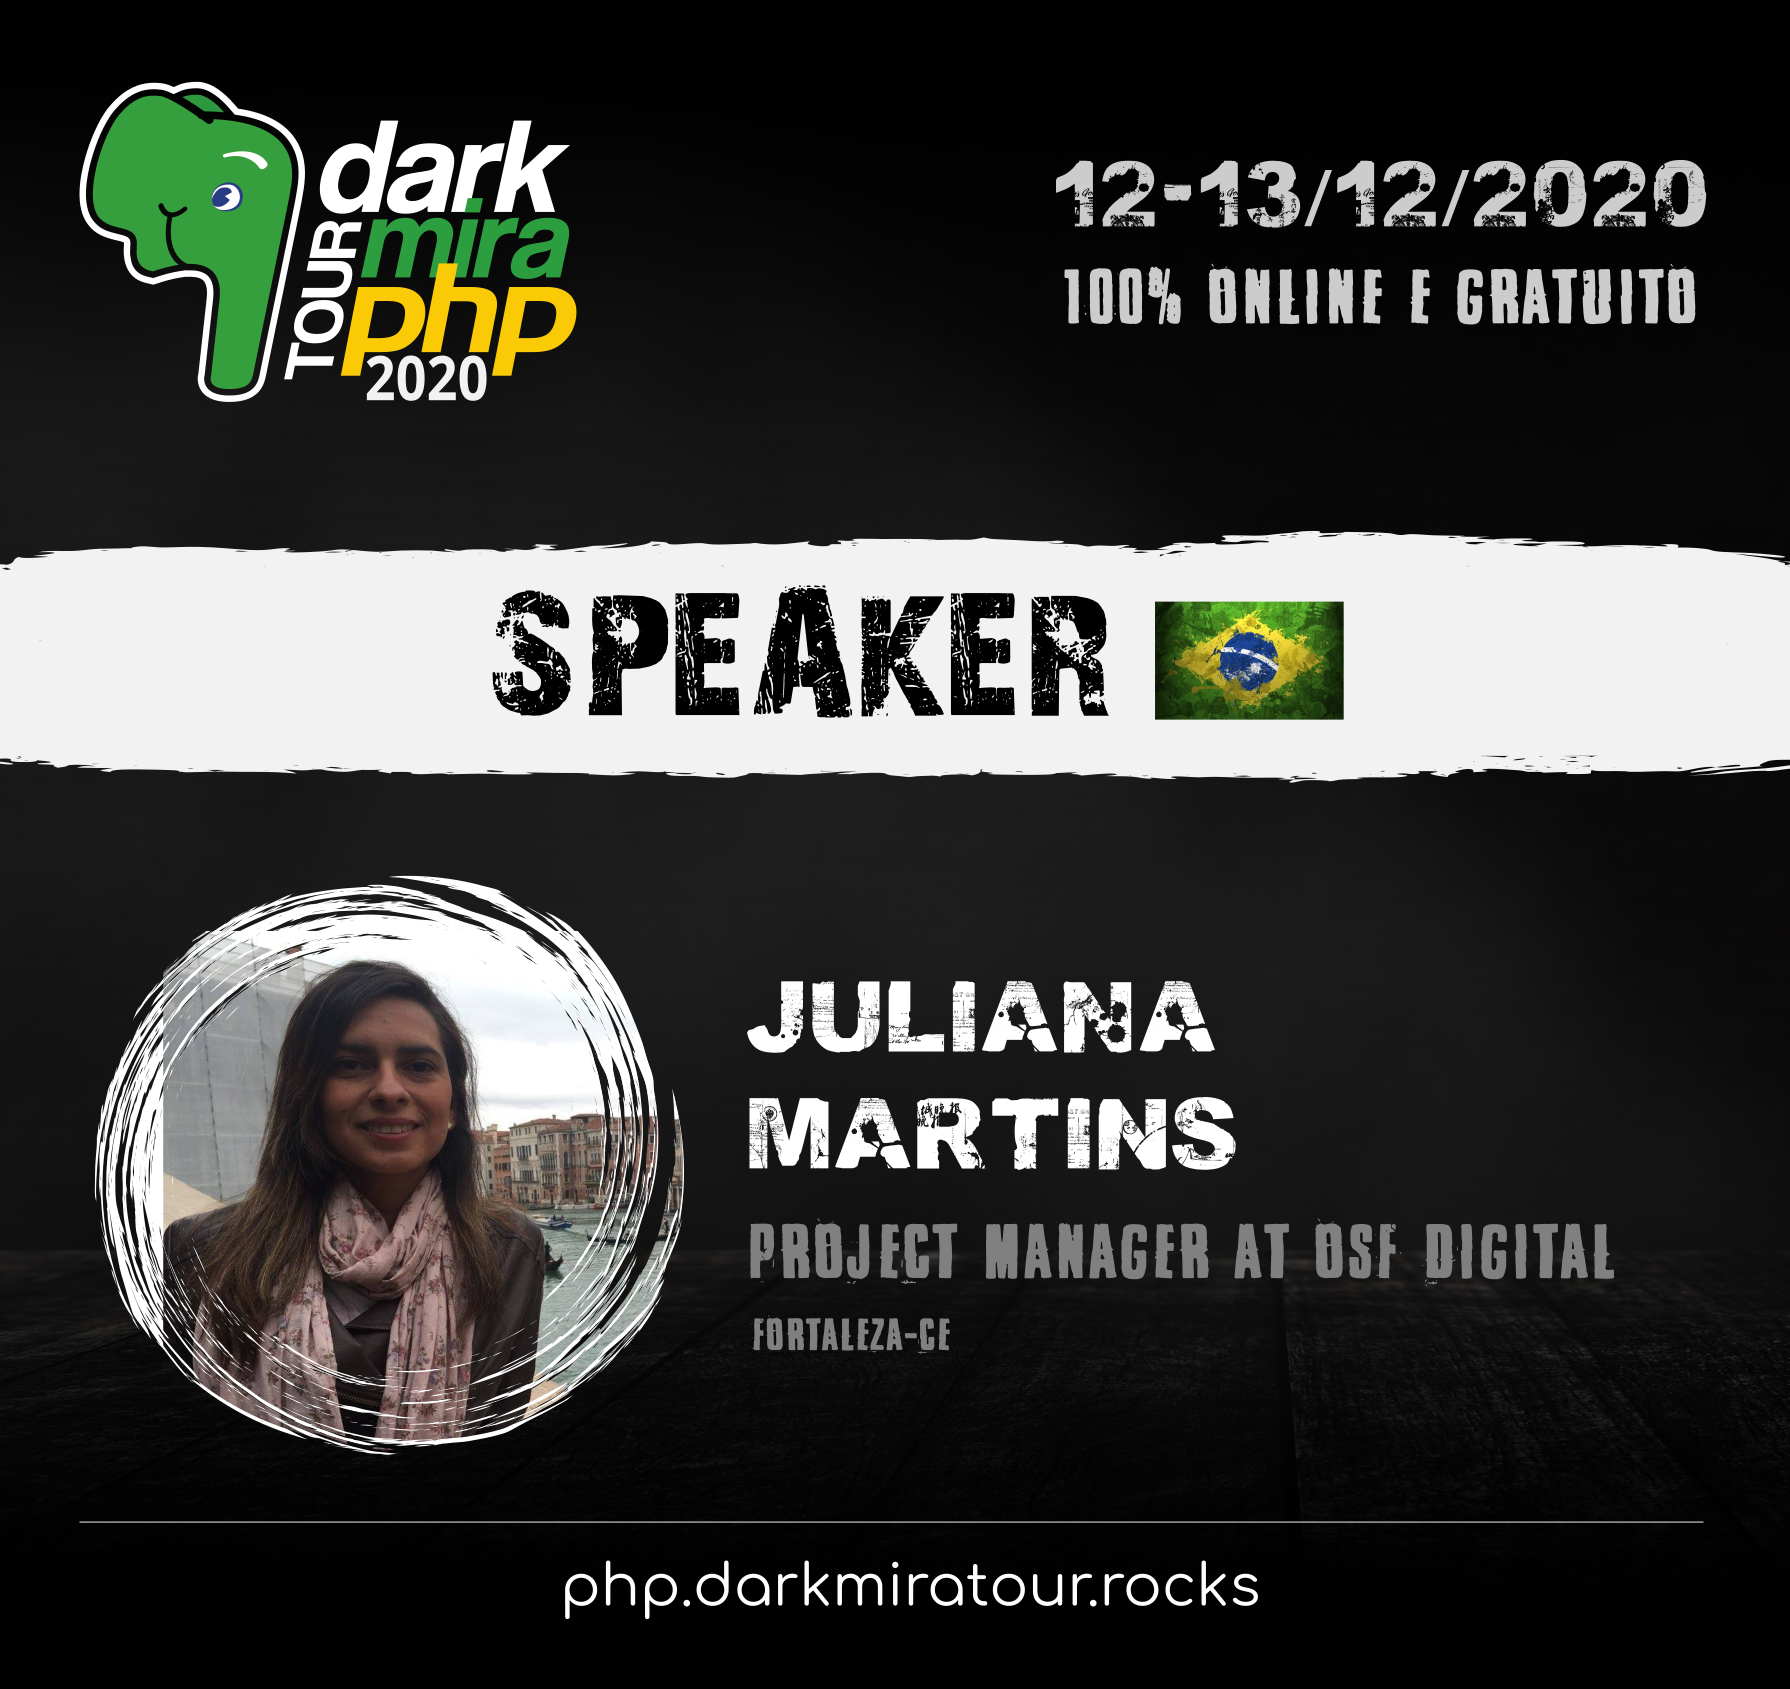 dark
mira
TOUR
php
2020
12-13/12/2020
100% ONLINE E GRATUITO
SPEAKER
JULIANA
MARTINS
PROJECT MANAGER AT OSF DIGITAL
FORTALEZA-CE
php.darkmiratour.rocks